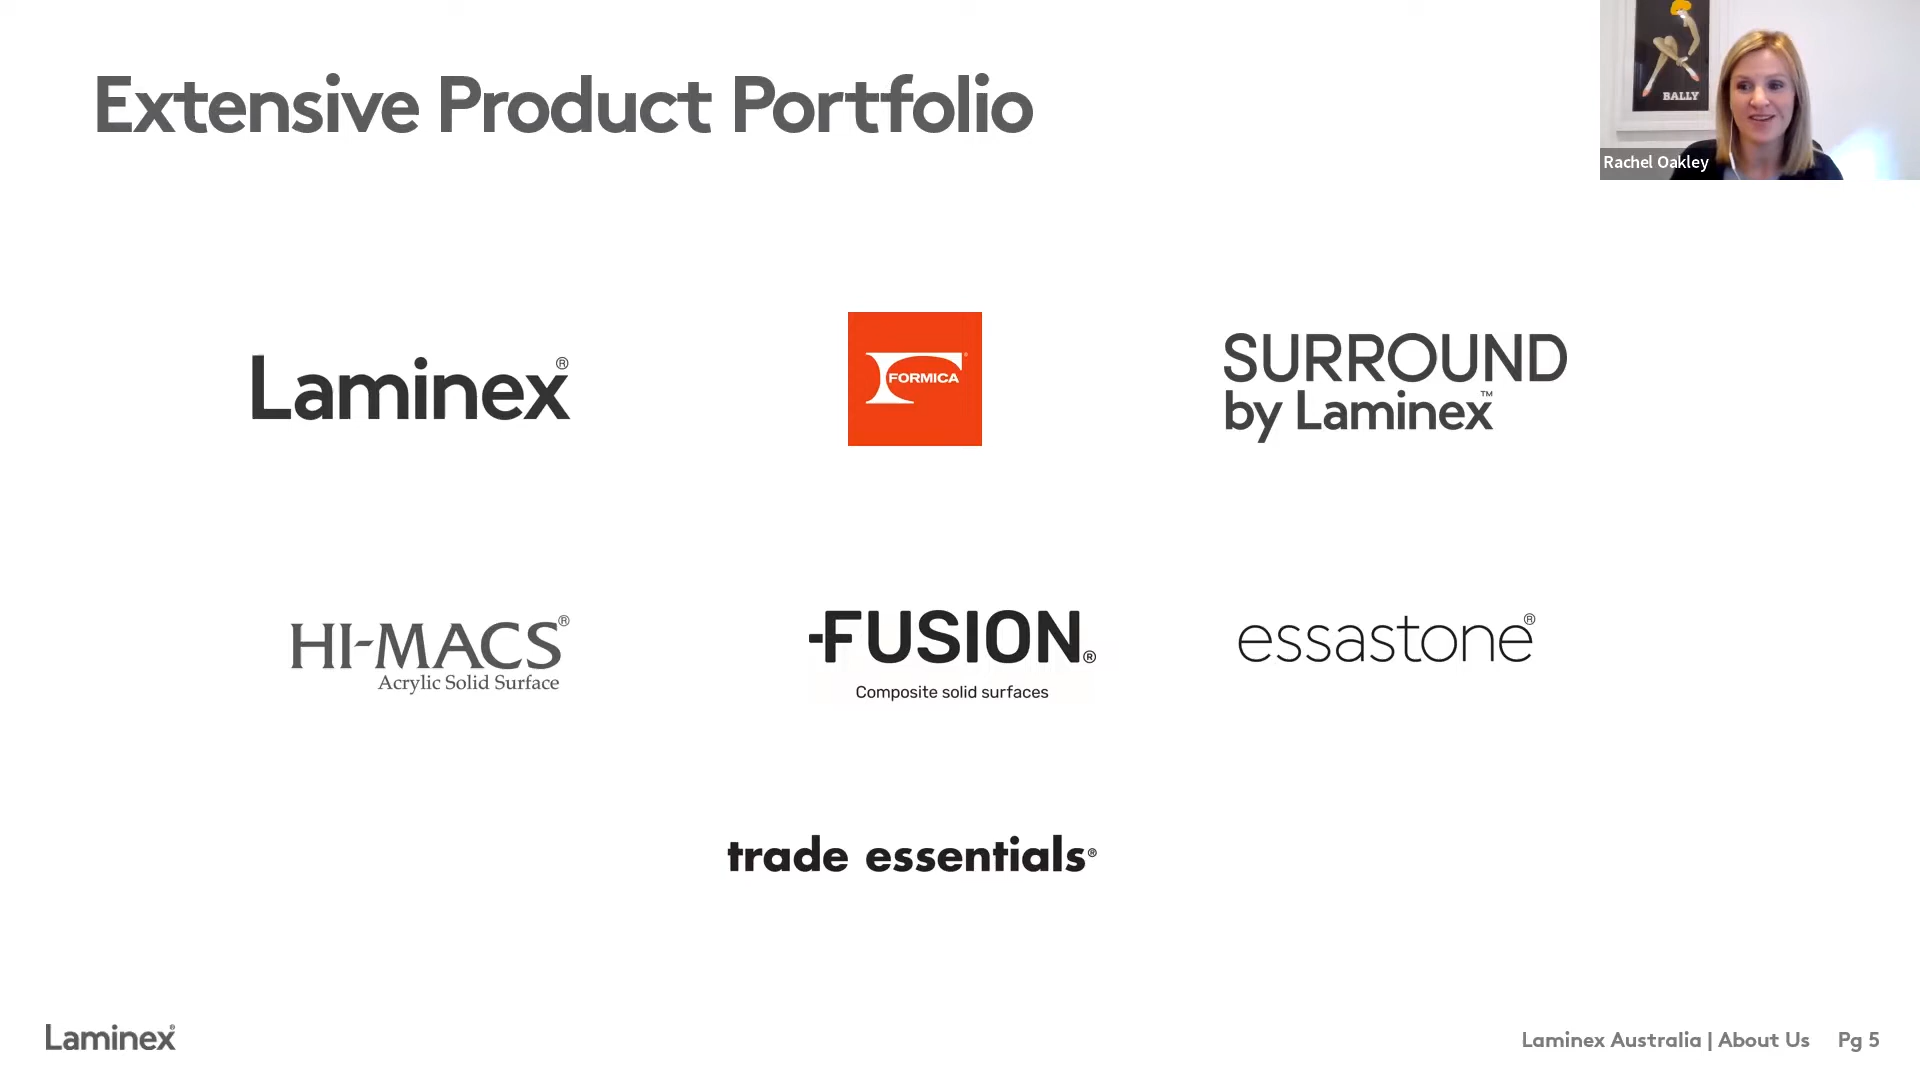 Extensive Product Portfolio
BALLY
Rachel Oakley
Laminex®
FORMICA®
SURROUND
by Laminex™
HI-MACS®
Acrylic Solid Surface
FUSION®
Composite solid surfaces
essastone®
trade essentials®
Laminex®
Laminex Australia | About Us Pg 5